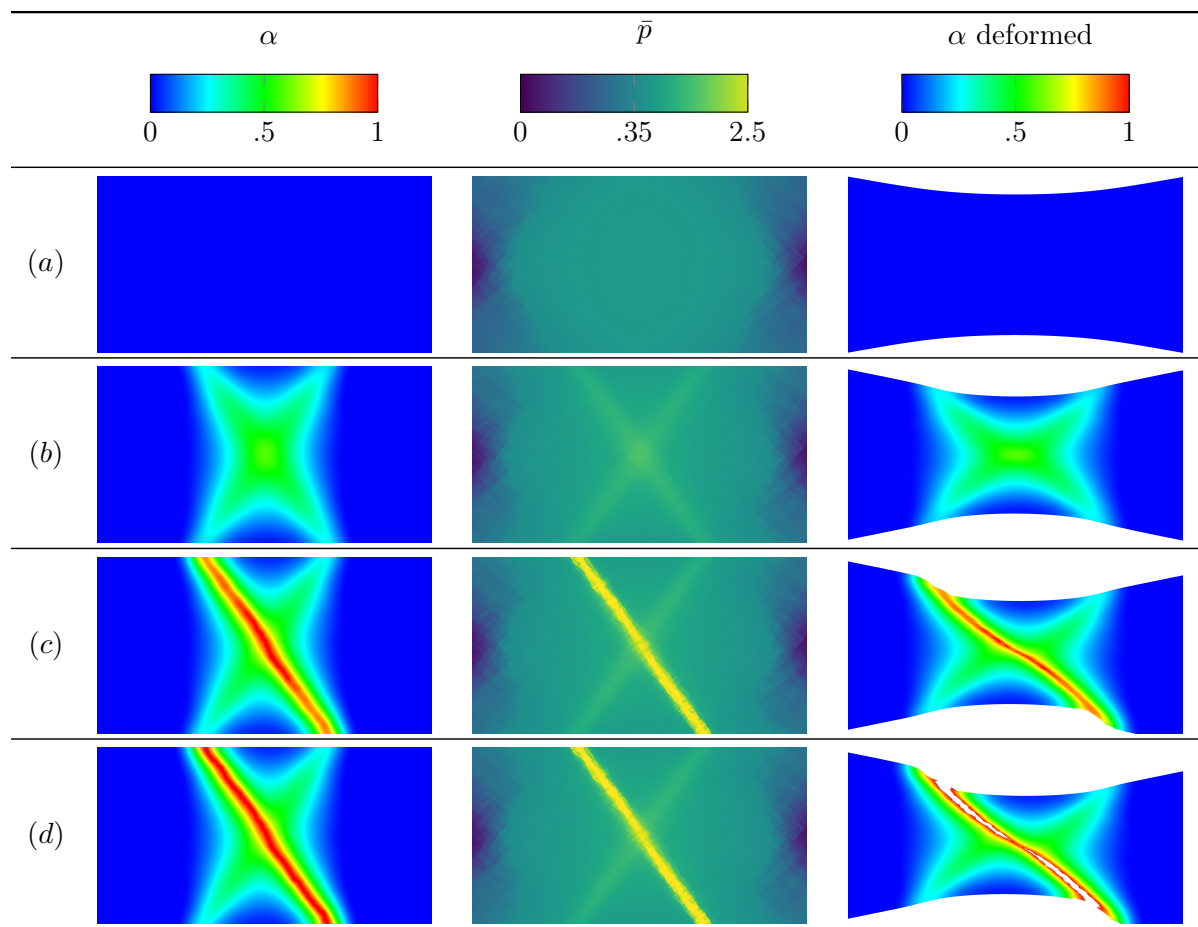 α p̄ α deformed
0 .5 1 0 .35 2.5 0 .5 1
(a)
(b)
(c)
(d)